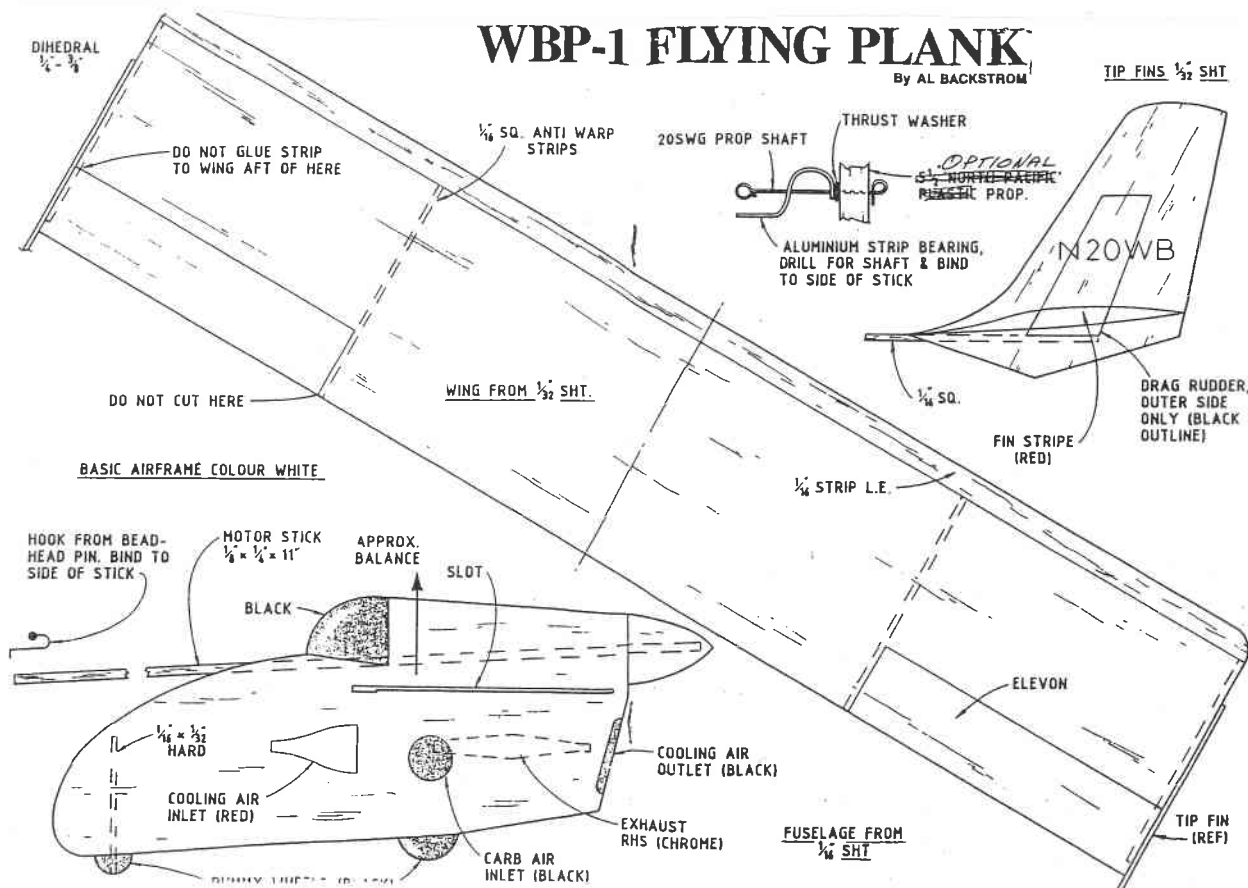 WBP-1 FLYING PLANK
By AL BACKSTROM
DIHEDRAL
1/4" - 3/8"
TIP FINS 1/32" SHT
1/16" SQ. ANTI WARP
STRIPS
DO NOT GLUE STRIP
TO WING AFT OF HERE
20SWG PROP SHAFT
THRUST WASHER
OPTIONAL
5 1/2" NORTH PACIFIC
PLASTIC PROP.
ALUMINIUM STRIP BEARING,
DRILL FOR SHAFT & BIND
TO SIDE OF STICK
N20WB
DO NOT CUT HERE
WING FROM 1/32" SHT.
1/16" SQ.
DRAG RUDDER,
OUTER SIDE
ONLY (BLACK
OUTLINE)
FIN STRIPE
(RED)
BASIC AIRFRAME COLOUR WHITE
1/16" STRIP L.E.
HOOK FROM BEAD-
HEAD PIN. BIND TO
SIDE OF STICK
MOTOR STICK
1/8" x 1/4" x 11"
APPROX.
BALANCE
SLOT
BLACK
ELEVON
1/16" x 1/32"
HARD
COOLING AIR
INLET (RED)
COOLING AIR
OUTLET (BLACK)
EXHAUST
RHS (CHROME)
CARB AIR
INLET (BLACK)
FUSELAGE FROM
1/16" SHT
TIP FIN
(REF)